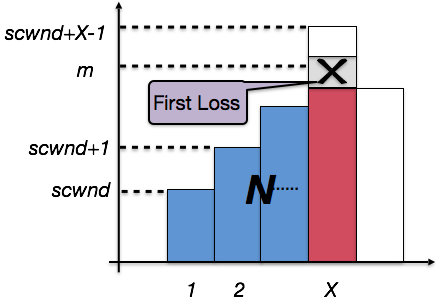 scwnd+X-1
m
First Loss
scwnd+1
N......
scwnd
1 2 X